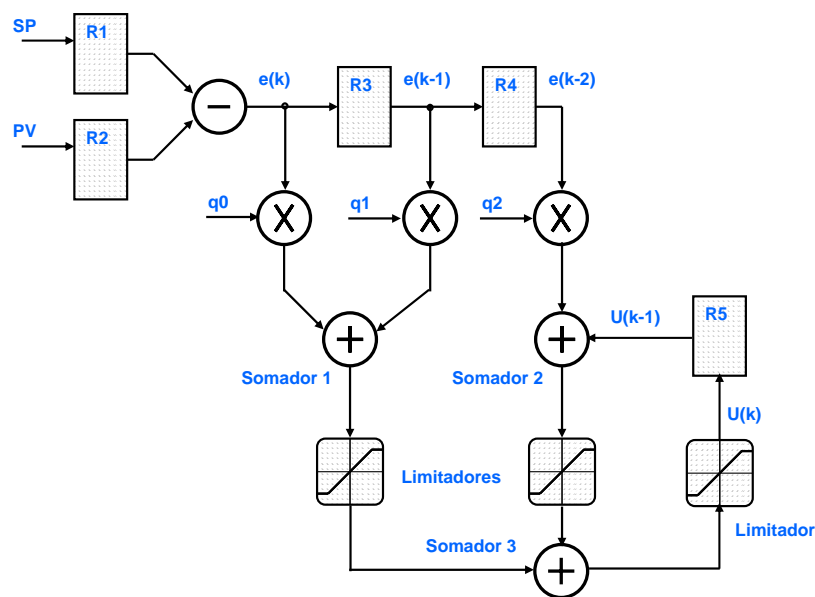 SP
R1
e(k)
R3
e(k-1)
R4
e(k-2)
PV
R2
q0
X
q1
X
q2
X
U(k-1)
R5
Somador 1
Somador 2
U(k)
Limitadores
Limitador
Somador 3